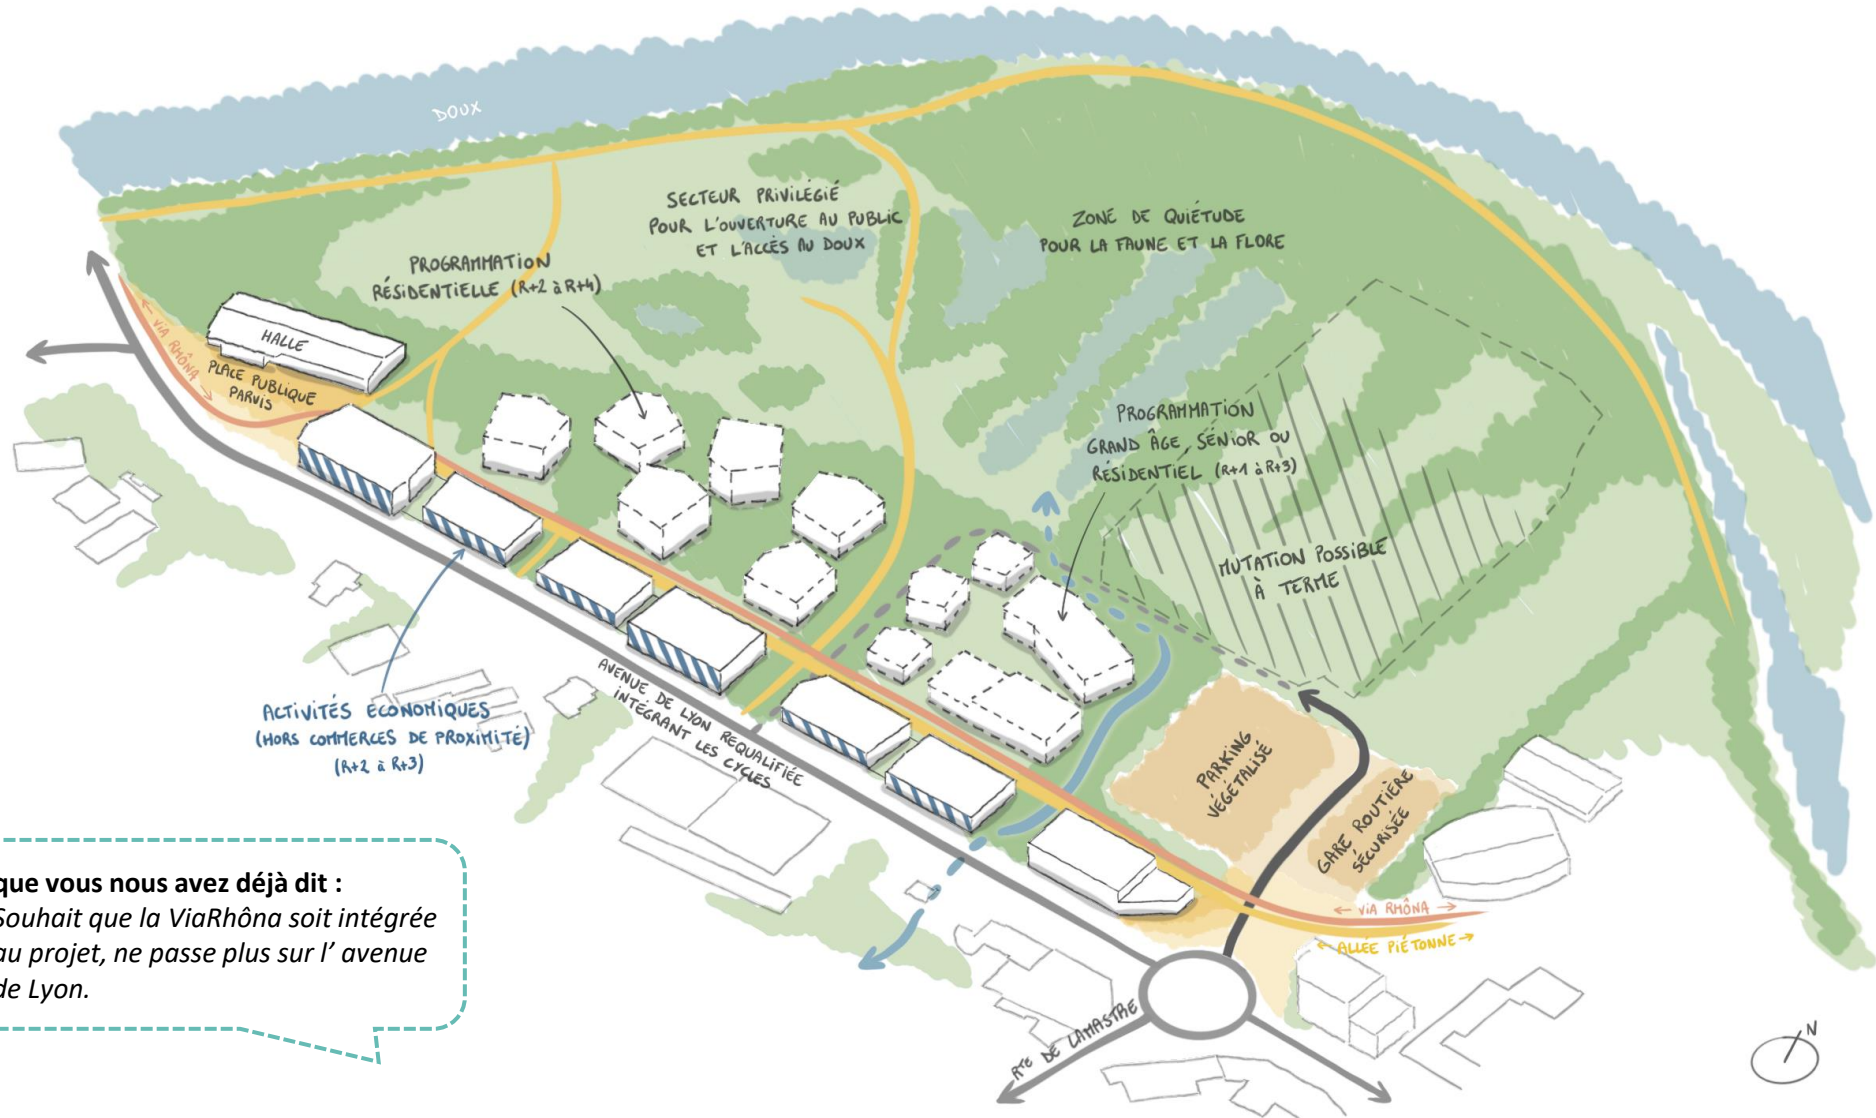 DOUX
SECTEUR PRIVILÉGIÉ
POUR L'OUVERTURE AU PUBLIC
ET L'ACCÈS AU DOUX
ZONE DE QUIÉTUDE
POUR LA FAUNE ET LA FLORE
PROGRAMMATION
RÉSIDENTIELLE (R+2 à R+4)
HALLE
← VIA RHÔNA →
PLACE PUBLIQUE
PARVIS
PROGRAMMATION
GRAND ÂGE, SÉNIOR OU
RÉSIDENTIEL (R+1 à R+3)
MUTATION POSSIBLE
À TERME
ACTIVITÉS ÉCONOMIQUES
(HORS COMMERCES DE PROXIMITÉ)
(R+2 à R+3)
AVENUE DE LYON REQUALIFIÉE
INTÉGRANT LES CYCLES
PARKING
VÉGÉTALISÉ
GARE ROUTIÈRE
SÉCURISÉE
← VIA RHÔNA →
← ALLÉE PIÉTONNE →
que vous nous avez déjà dit :
Souhait que la ViaRhôna soit intégrée
au projet, ne passe plus sur l' avenue
de Lyon.
RTE DE LAMASTRE
N